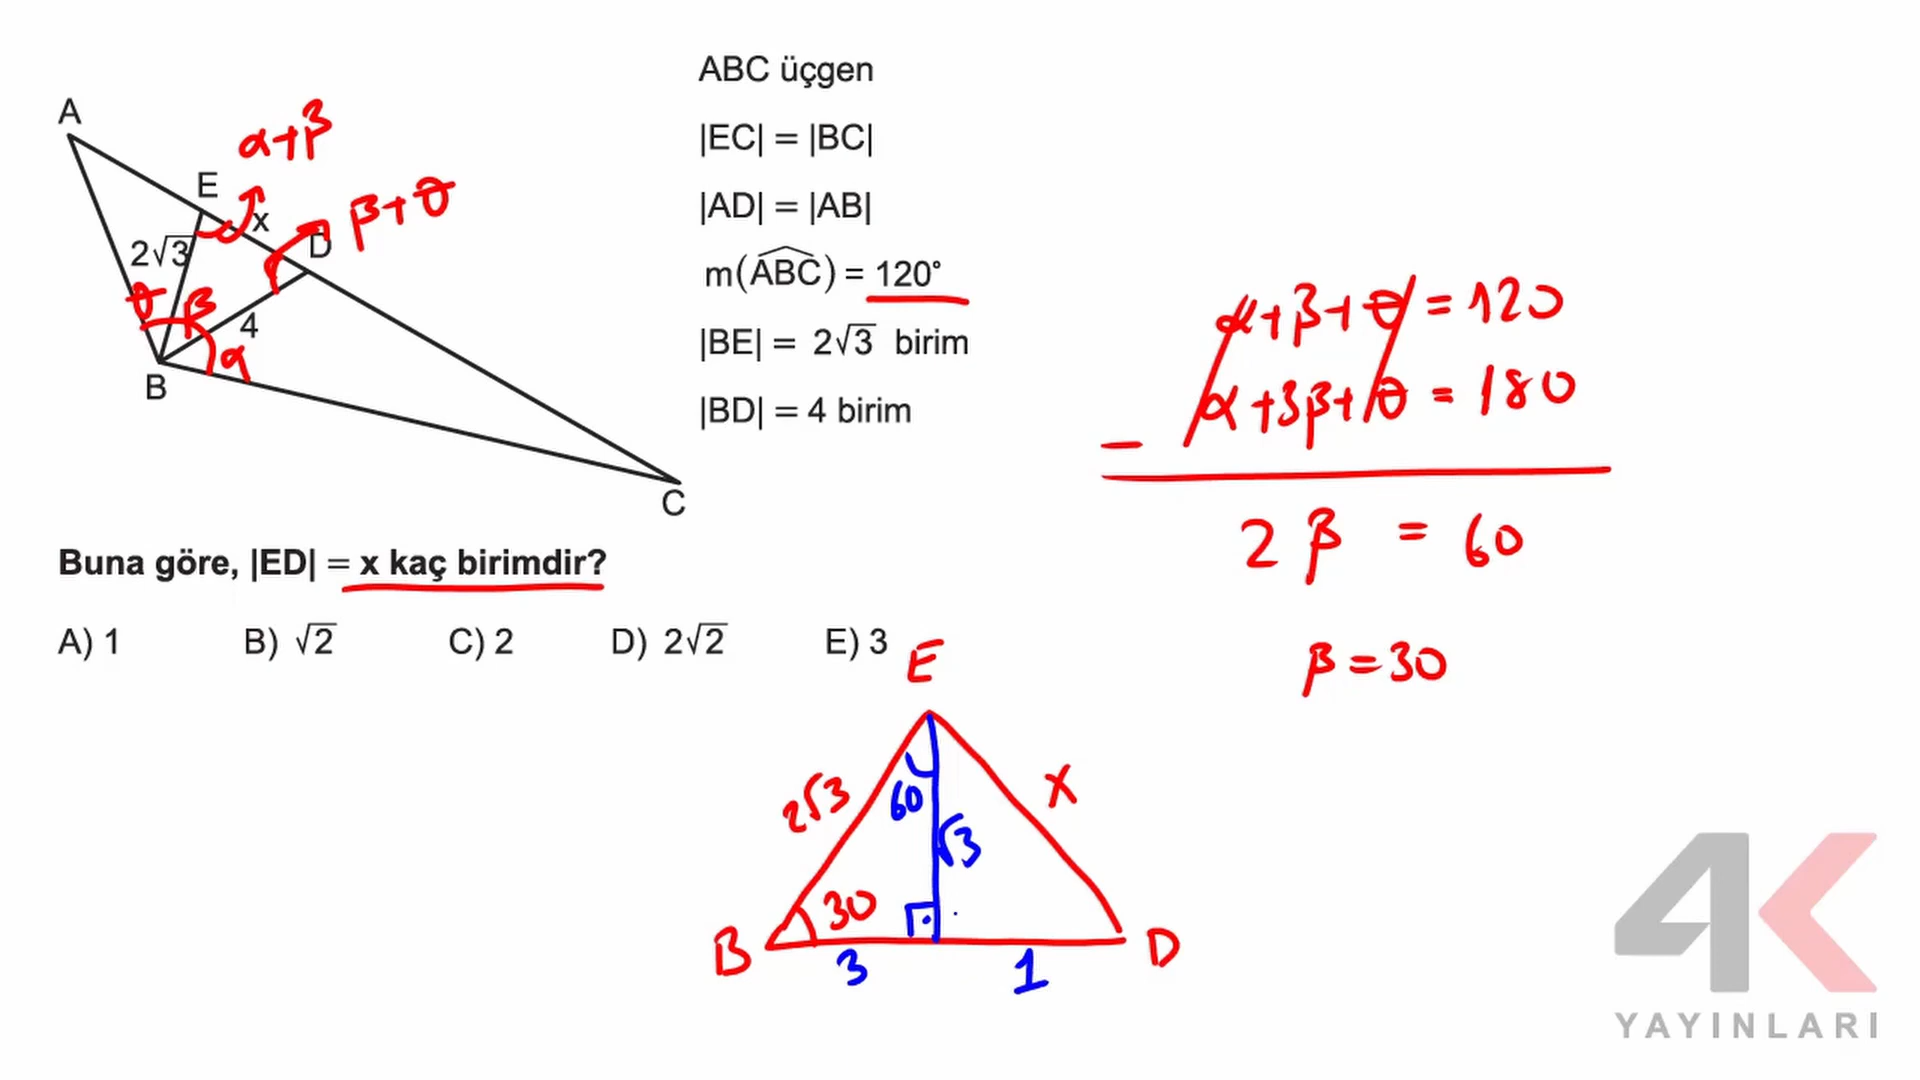 A
E
x
D
2√3
4
B
C
α+β
β+θ
θ
β
α
ABC üçgen
|EC| = |BC|
|AD| = |AB|
m(ABC) = 120°
|BE| = 2√3 birim
|BD| = 4 birim
Buna göre, |ED| = x kaç birimdir?
A) 1 B) √2 C) 2 D) 2√2 E) 3
α+β+θ = 120
α+3β+θ = 180
−
2β = 60
β = 30
E
2√3
60
√3
x
30
B
3
1
D
4K
YAYINLARI